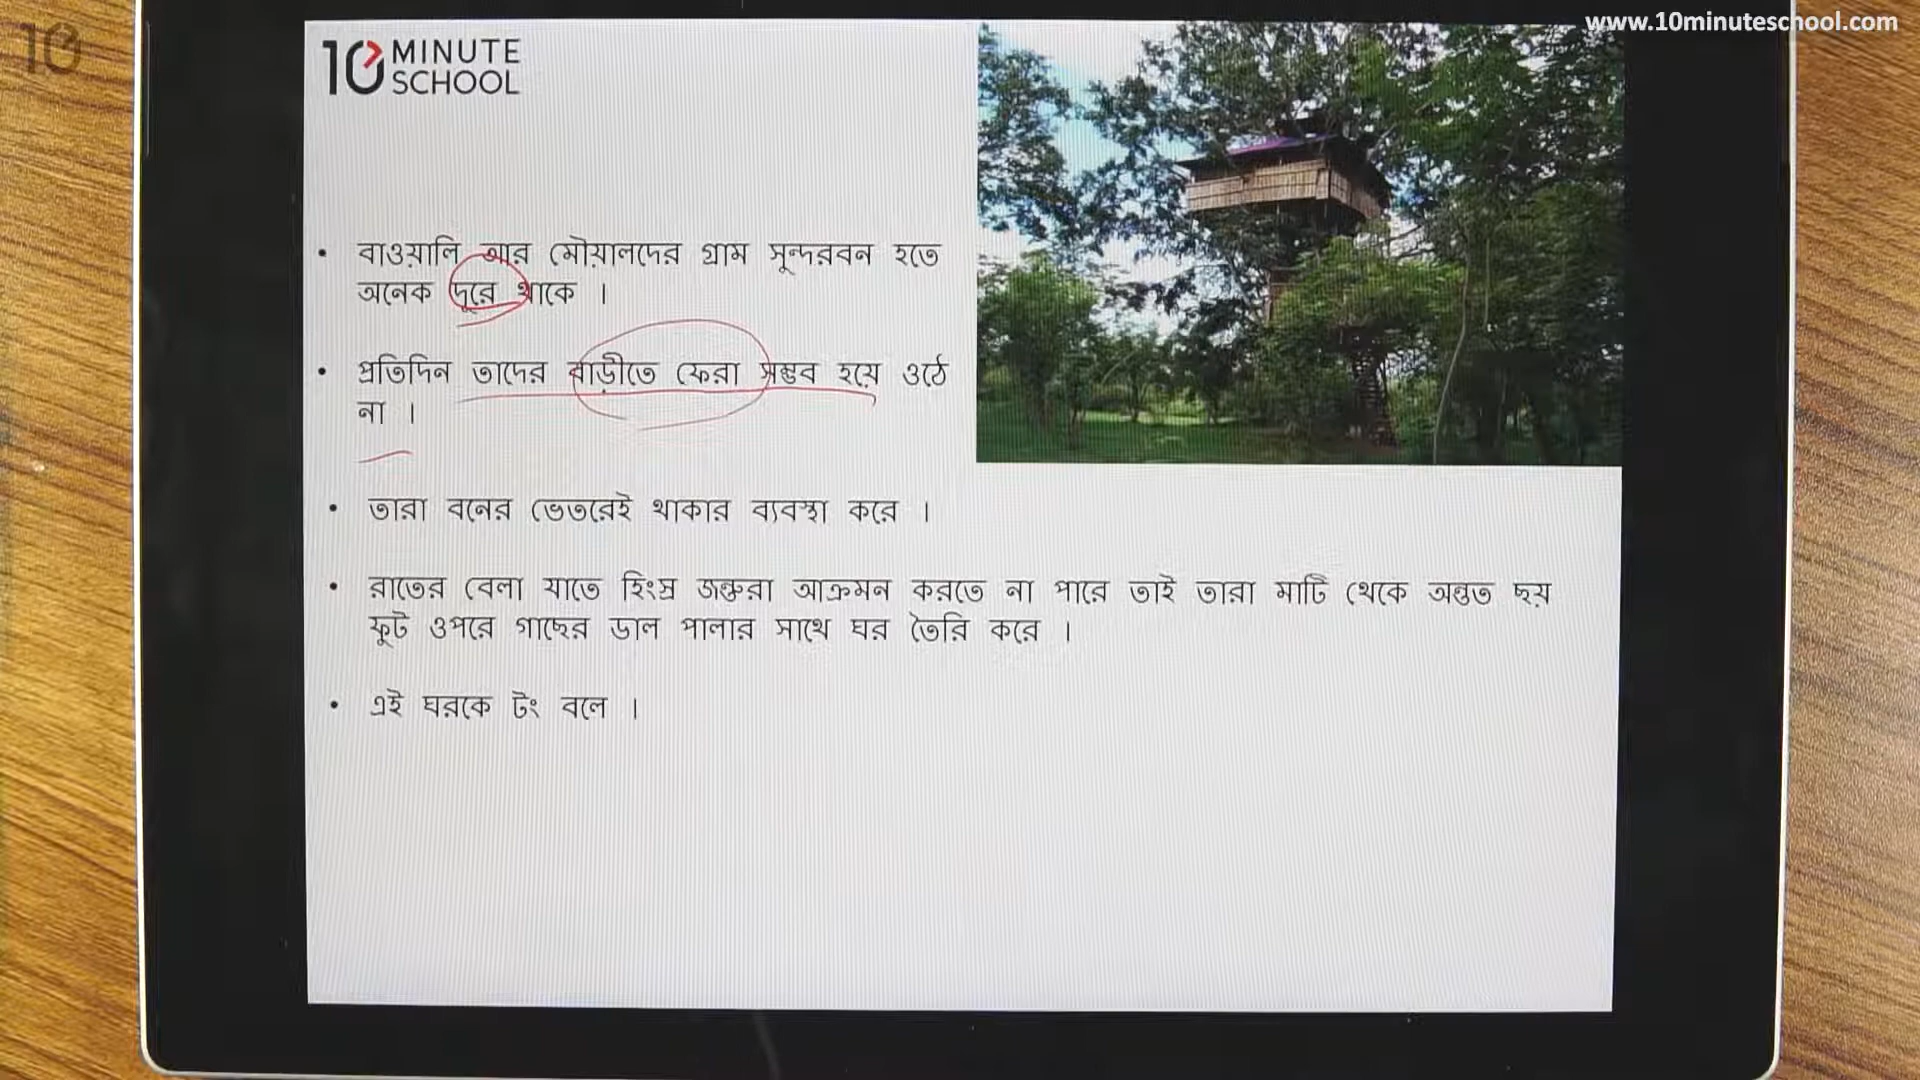 www.10minuteschool.com
10
10 MINUTE
SCHOOL
• বাওয়ালি আর মৌয়ালদের গ্রাম সুন্দরবন হতে
অনেক দূরে থাকে ।
• প্রতিদিন তাদের বাড়ীতে ফেরা সম্ভব হয়ে ওঠে
না ।
• তারা বনের ভেতরেই থাকার ব্যবস্থা করে ।
• রাতের বেলা যাতে হিংস্র জন্তুরা আক্রমন করতে না পারে তাই তারা মাটি থেকে অন্তত ছয়
ফুট ওপরে গাছের ডাল পালার সাথে ঘর তৈরি করে ।
• এই ঘরকে টং বলে ।